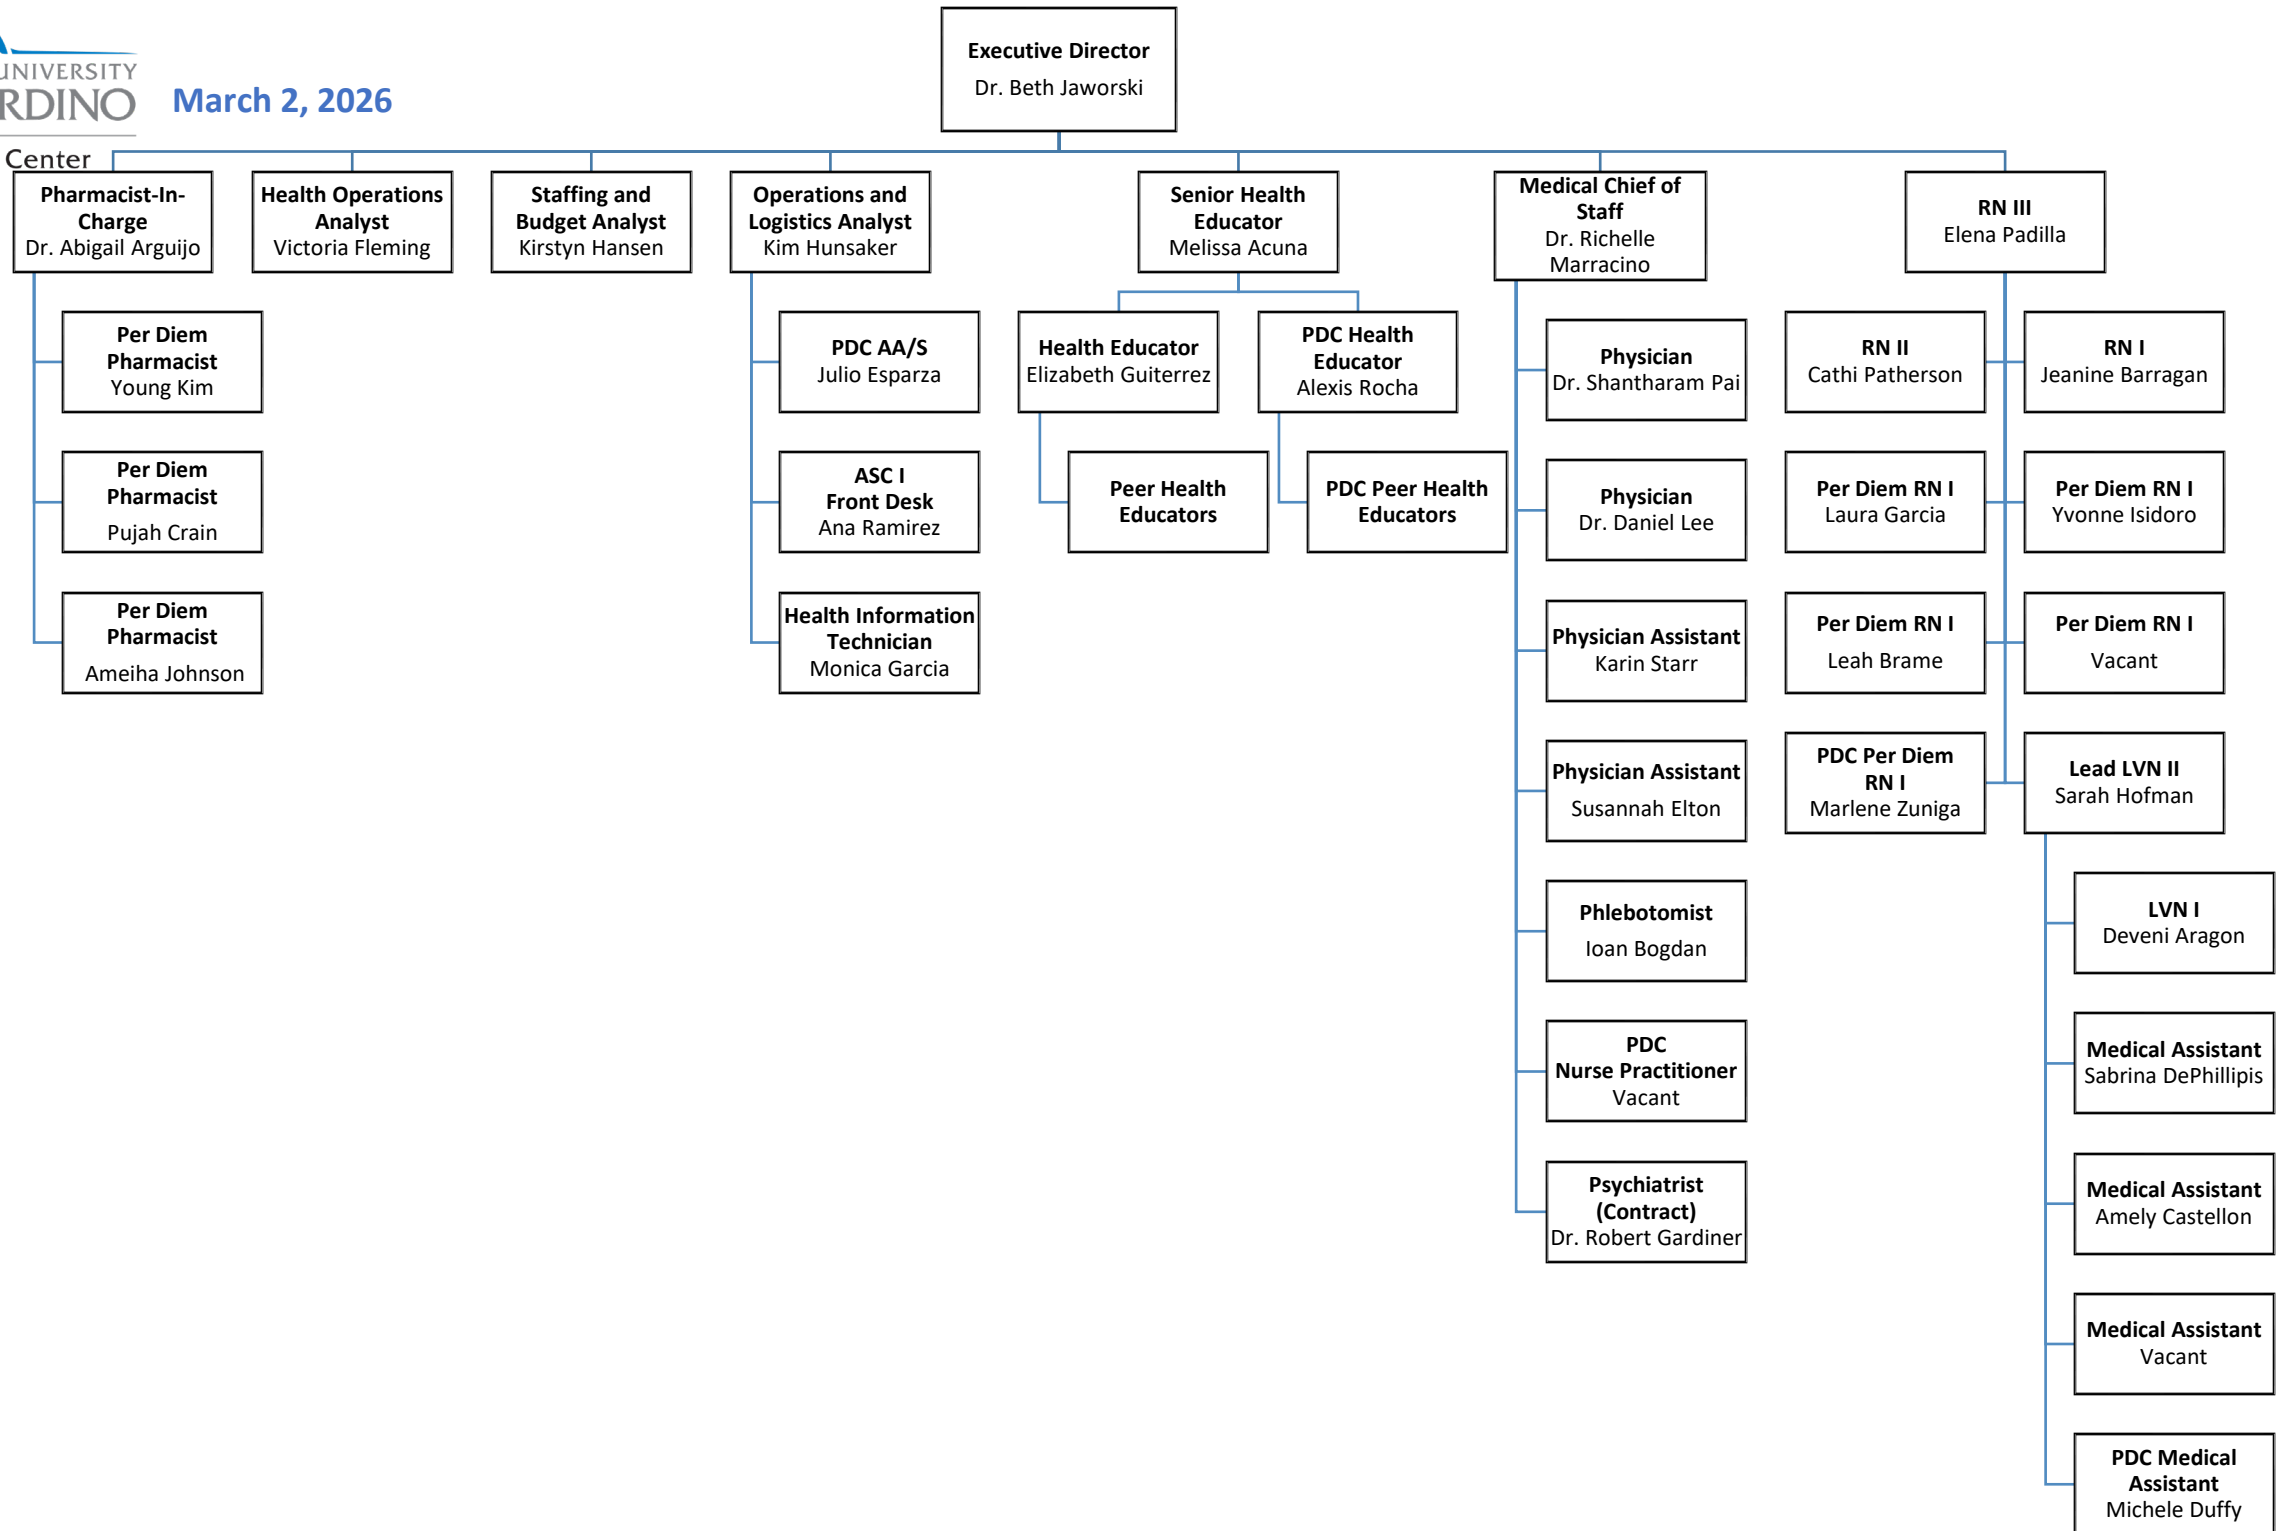 UNIVERSITY
RDINO
Center
March 2, 2026
Executive Director
Dr. Beth Jaworski
Pharmacist-In-
Charge
Dr. Abigail Arguijo
Health Operations
Analyst
Victoria Fleming
Staffing and
Budget Analyst
Kirstyn Hansen
Operations and
Logistics Analyst
Kim Hunsaker
Senior Health
Educator
Melissa Acuna
Medical Chief of
Staff
Dr. Richelle
Marracino
RN III
Elena Padilla
Per Diem
Pharmacist
Young Kim
Per Diem
Pharmacist
Pujah Crain
Per Diem
Pharmacist
Ameiha Johnson
PDC AA/S
Julio Esparza
ASC I
Front Desk
Ana Ramirez
Health Information
Technician
Monica Garcia
Health Educator
Elizabeth Guiterrez
PDC Health
Educator
Alexis Rocha
Peer Health
Educators
PDC Peer Health
Educators
Physician
Dr. Shantharam Pai
Physician
Dr. Daniel Lee
Physician Assistant
Karin Starr
Physician Assistant
Susannah Elton
Phlebotomist
Ioan Bogdan
PDC
Nurse Practitioner
Vacant
Psychiatrist
(Contract)
Dr. Robert Gardiner
RN II
Cathi Patherson
RN I
Jeanine Barragan
Per Diem RN I
Laura Garcia
Per Diem RN I
Yvonne Isidoro
Per Diem RN I
Leah Brame
Per Diem RN I
Vacant
PDC Per Diem
RN I
Marlene Zuniga
Lead LVN II
Sarah Hofman
LVN I
Deveni Aragon
Medical Assistant
Sabrina DePhillipis
Medical Assistant
Amely Castellon
Medical Assistant
Vacant
PDC Medical
Assistant
Michele Duffy